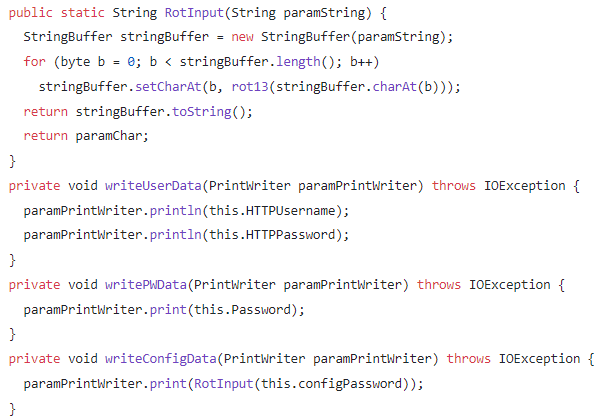 public static String RotInput(String paramString) {
  StringBuffer stringBuffer = new StringBuffer(paramString);
  for (byte b = 0; b < stringBuffer.length(); b++)
    stringBuffer.setCharAt(b, rot13(stringBuffer.charAt(b)));
  return stringBuffer.toString();
  return paramChar;
}
private void writeUserData(PrintWriter paramPrintWriter) throws IOException {
  paramPrintWriter.println(this.HTTPUsername);
  paramPrintWriter.println(this.HTTPPassword);
}
private void writePWData(PrintWriter paramPrintWriter) throws IOException {
  paramPrintWriter.print(this.Password);
}
private void writeConfigData(PrintWriter paramPrintWriter) throws IOException {
  paramPrintWriter.print(RotInput(this.configPassword));
}